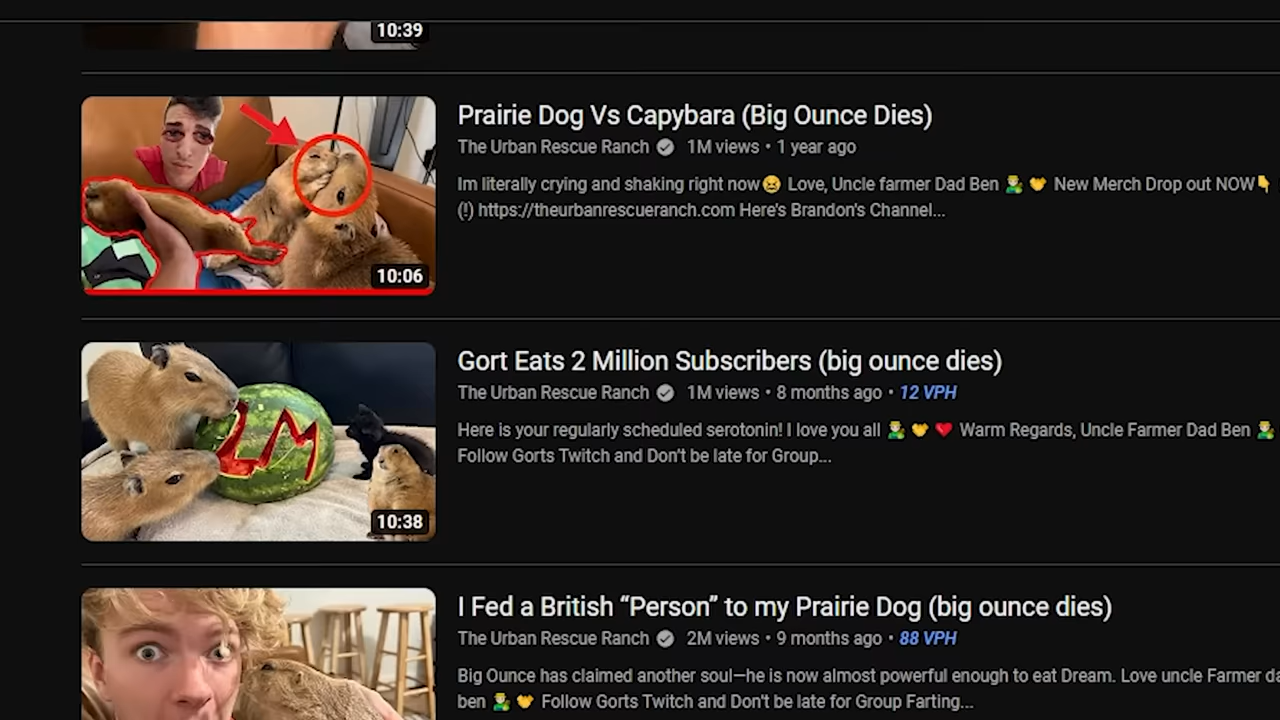 10:39
Prairie Dog Vs Capybara (Big Ounce Dies)
The Urban Rescue Ranch 1M views • 1 year ago
Im literally crying and shaking right now😆 Love, Uncle farmer Dad Ben 👨‍🌾 🐥 New Merch Drop out NOW👇
(!) https://theurbanrescueranch.com Here's Brandon's Channel...
10:06
Gort Eats 2 Million Subscribers (big ounce dies)
The Urban Rescue Ranch 1M views • 8 months ago • 12 VPH
Here is your regularly scheduled serotonin! I love you all 👨‍🌾 🐥 ❤️ Warm Regards, Uncle Farmer Dad Ben 👨‍🌾
Follow Gorts Twitch and Don't be late for Group...
2M
10:38
I Fed a British “Person” to my Prairie Dog (big ounce dies)
The Urban Rescue Ranch 2M views • 9 months ago • 88 VPH
Big Ounce has claimed another soul—he is now almost powerful enough to eat Dream. Love uncle Farmer da
ben 👨‍🌾 🐥 Follow Gorts Twitch and Don't be late for Group Farting...